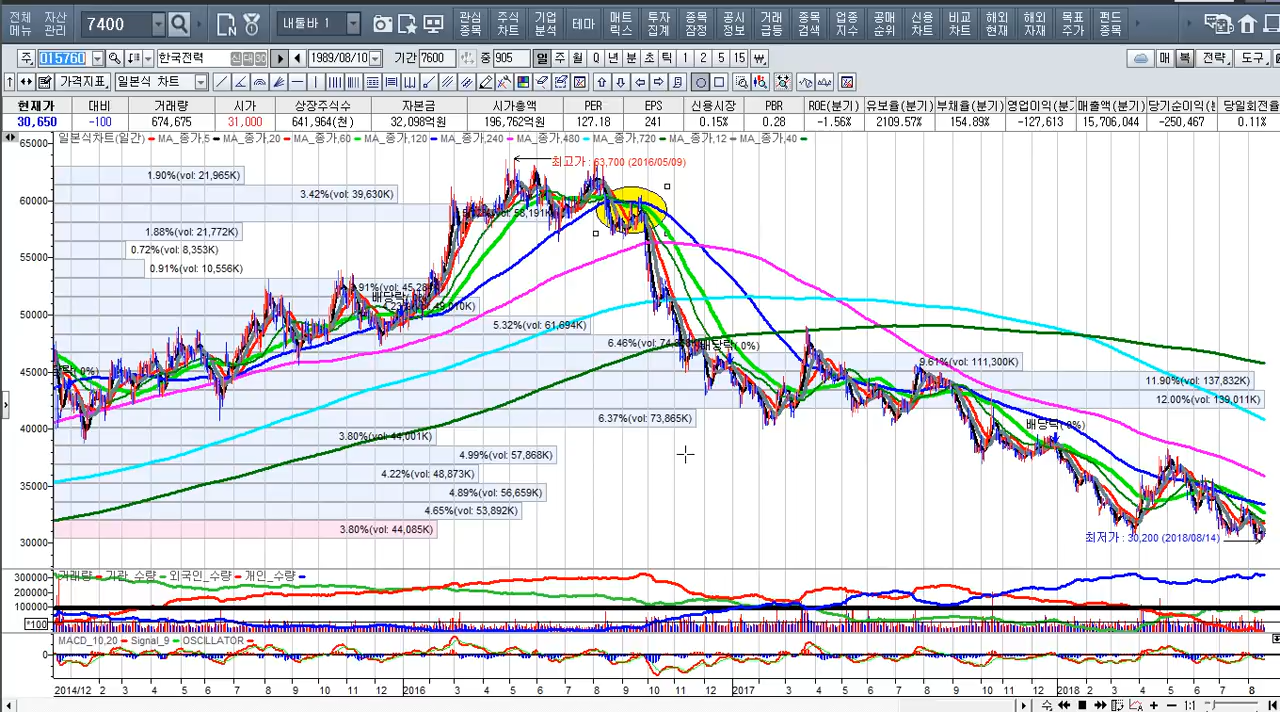 전체 메뉴 자산 관리 7400 내툴바 1 관심 종목 주식 차트 기업 분석 테마 매트 릭스 투자 집계 종목 잠정 공시 정보 거래 급등 종목 검색 업종 지수 공매 순위 신용 차트 비교 차트 해외 현재 해외 자재 목표 주가 펀드 종목
주 015760 한국전력 신 대 30 1989/08/10 기간 7600 중 905 일 주 월 Q 년 분 초 틱 1 2 3 5 15 매 복 전략 도구
가격지표 일본식 차트
현재가 대비 거래량 시가 상장주식수 자본금 시가총액 PER EPS 신용시장 PBR ROE(분기) 유보율(분기) 부채율(분기) 영업이익(분기 매출액(분기) 당기순이익( 당일회전
30,650 -100 674,675 31,000 641,964(천) 32,098억원 196,762억원 127.18 241 0.15% 0.28 -1.56% 2109.57% 154.89% -127,613 15,706,044 -250,467 0.11%
일본식차트(일간) MA_종가,5 MA_종가,20 MA_종가,60 MA_종가,120 MA_종가,240 MA_종가,480 MA_종가,720 MA_종가,12 MA_종가,40
65000
최고가 : 63,700 (2016/05/09)
1.90%(vol: 21,965K)
3.42%(vol: 39,630K)
60000
1.88%(vol: 21,772K)
0.72%(vol: 8,353K)
55000
0.91%(vol: 10,556K)
배당락
50000
5.32%(vol: 61,694K)
6.46%(vol:
배당락(.0%)
9.61%(vol: 111,300K)
45000
11.90%(vol: 137,832K)
12.00%(vol: 139,011K)
6.37%(vol: 73,865K)
배당락(.0%)
40000
3.80%(vol: 44,001K)
4.99%(vol: 57,868K)
4.22%(vol: 48,873K)
35000
4.89%(vol: 56,659K)
4.65%(vol: 53,892K)
3.80%(vol: 44,085K)
최저가 : 30,200 (2018/08/14)
30000
거래량 기관_수량 외국인_수량 개인_수량
300000
200000
100000
*100
MACD_10,20 Signal_9 OSCILLATOR
0
2014/12 2 3 4 5 6 7 8 9 10 11 12 2016 3 4 5 6 7 8 9 10 11 12 2017 3 4 5 6 7 8 9 10 11 12 2018 3 4 5 6 7 8
1:1